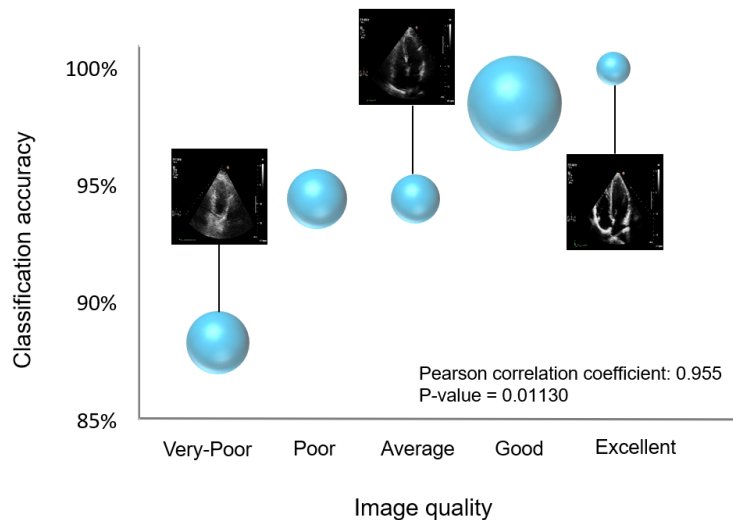 100%
95%
90%
85%
Classification accuracy
Pearson correlation coefficient: 0.955
P-value = 0.01130
Very-Poor Poor Average Good Excellent
Image quality